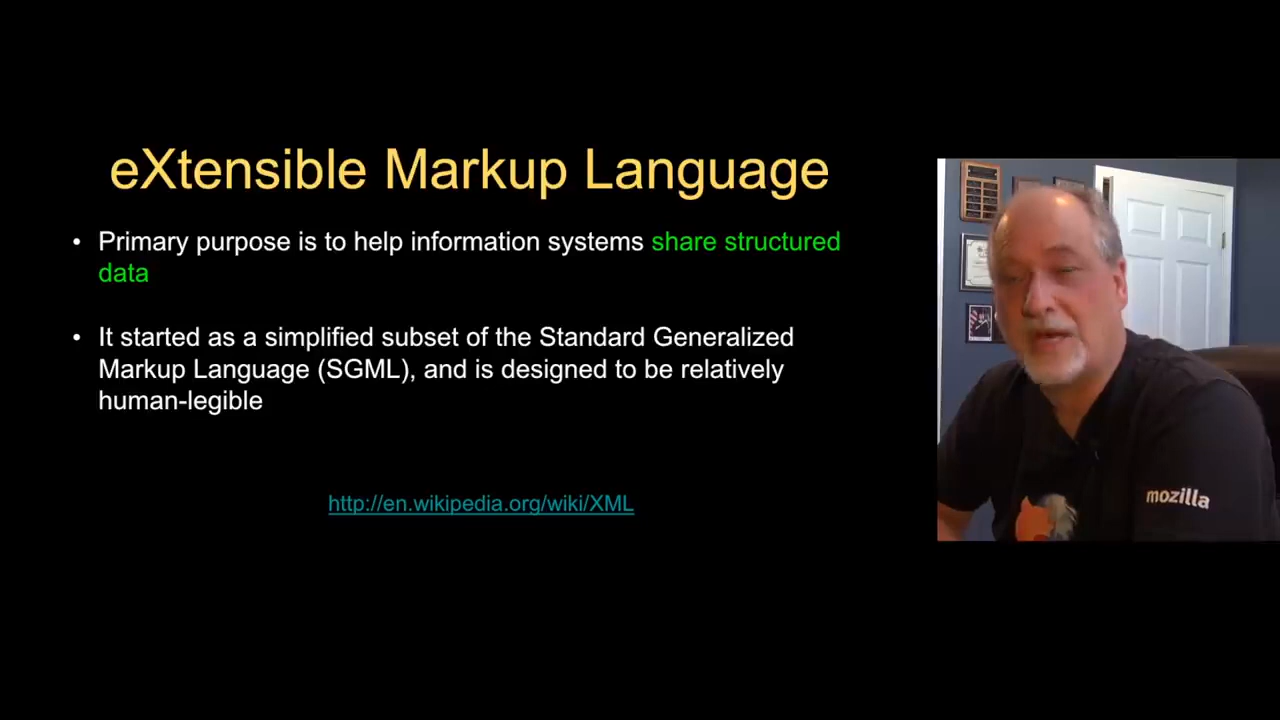 eXtensible Markup Language
• Primary purpose is to help information systems share structured
data
• It started as a simplified subset of the Standard Generalized
Markup Language (SGML), and is designed to be relatively
human-legible
http://en.wikipedia.org/wiki/XML
mozilla